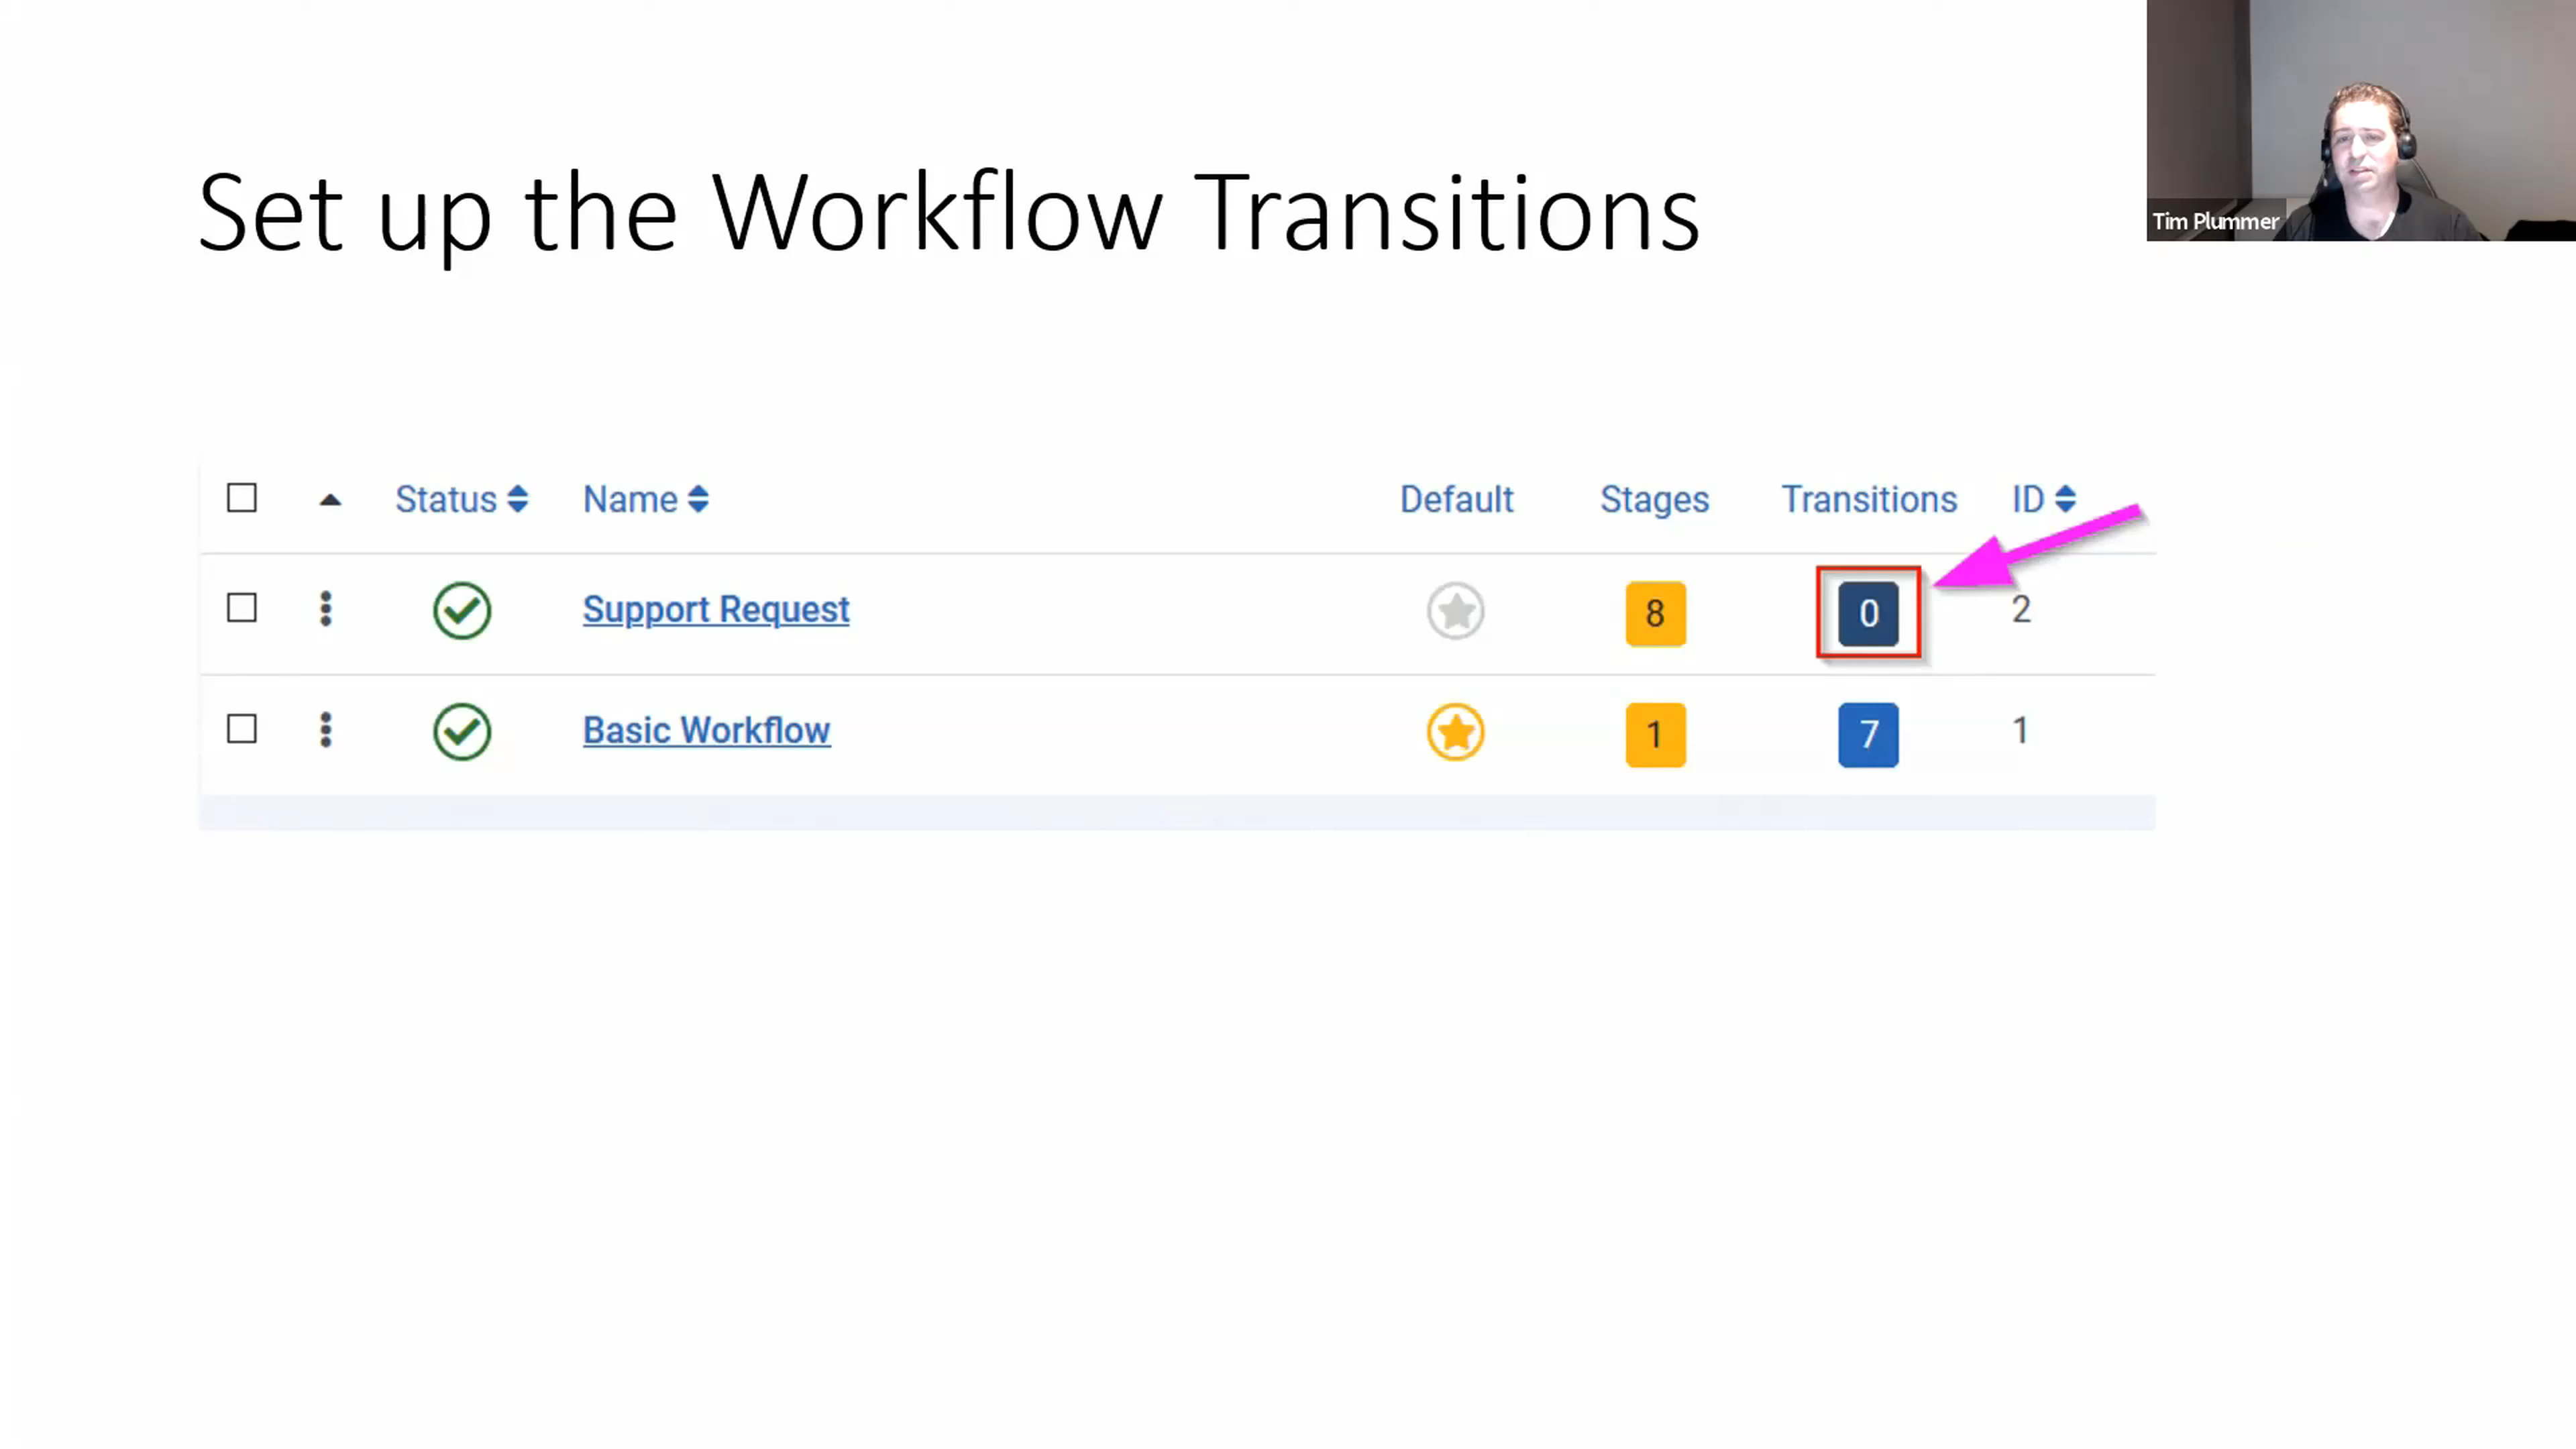 Set up the Workflow Transitions
Tim Plummer
Status Name Default Stages Transitions ID
Support Request 8 0 2
Basic Workflow 1 7 1